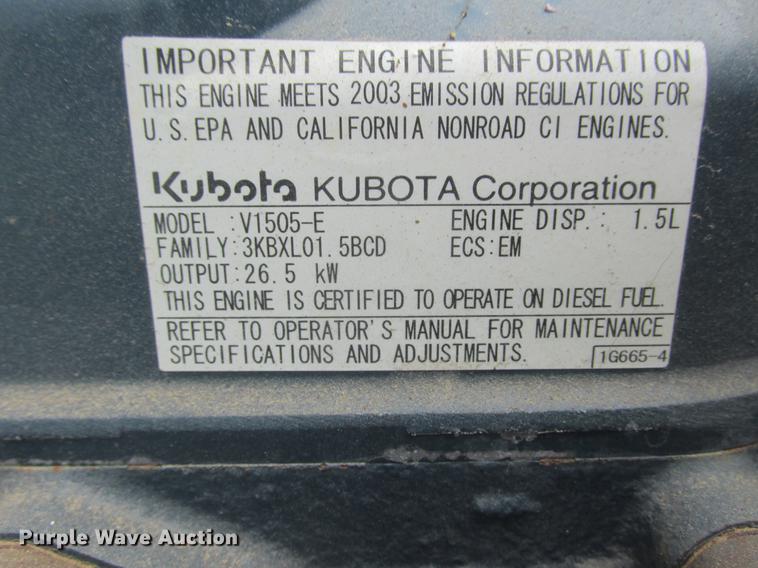 IMPORTANT ENGINE INFORMATION
THIS ENGINE MEETS 2003 EMISSION REGULATIONS FOR
U.S. EPA AND CALIFORNIA NONROAD CI ENGINES.
Kubota KUBOTA Corporation
MODEL :V1505-E ENGINE DISP.: 1.5L
FAMILY:3KBXL01.5BCD ECS:EM
OUTPUT:26.5 kW
THIS ENGINE IS CERTIFIED TO OPERATE ON DIESEL FUEL.
REFER TO OPERATOR'S MANUAL FOR MAINTENANCE
SPECIFICATIONS AND ADJUSTMENTS. 1G665-4
Purple Wave Auction